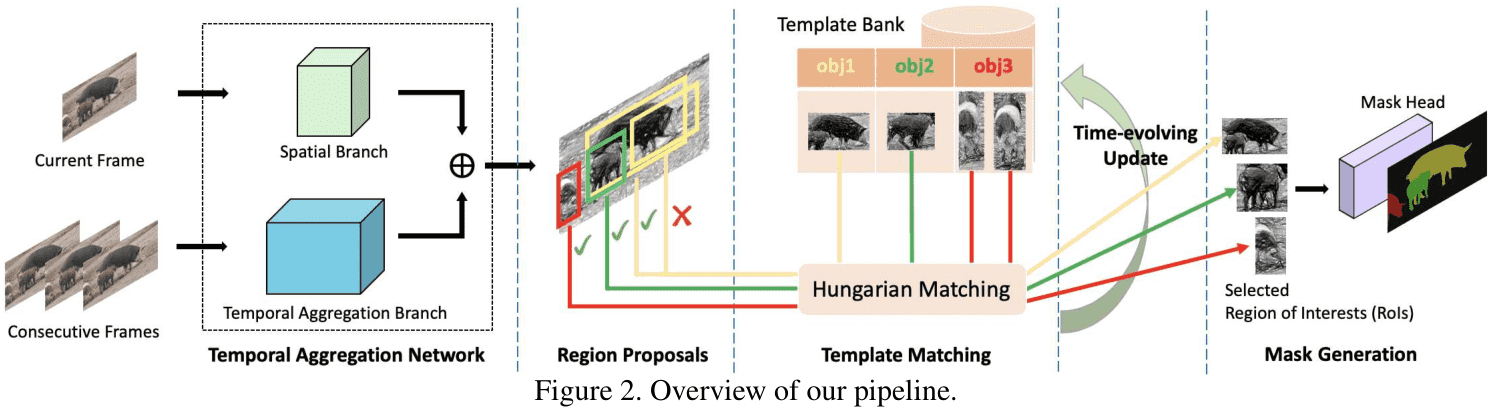 Current Frame
Consecutive Frames
Spatial Branch
Temporal Aggregation Branch
Temporal Aggregation Network
Region Proposals
Template Bank
obj1 obj2 obj3
Hungarian Matching
Template Matching
Time-evolving
Update
Mask Head
Selected
Region of Interests (RoIs)
Mask Generation
Figure 2. Overview of our pipeline.